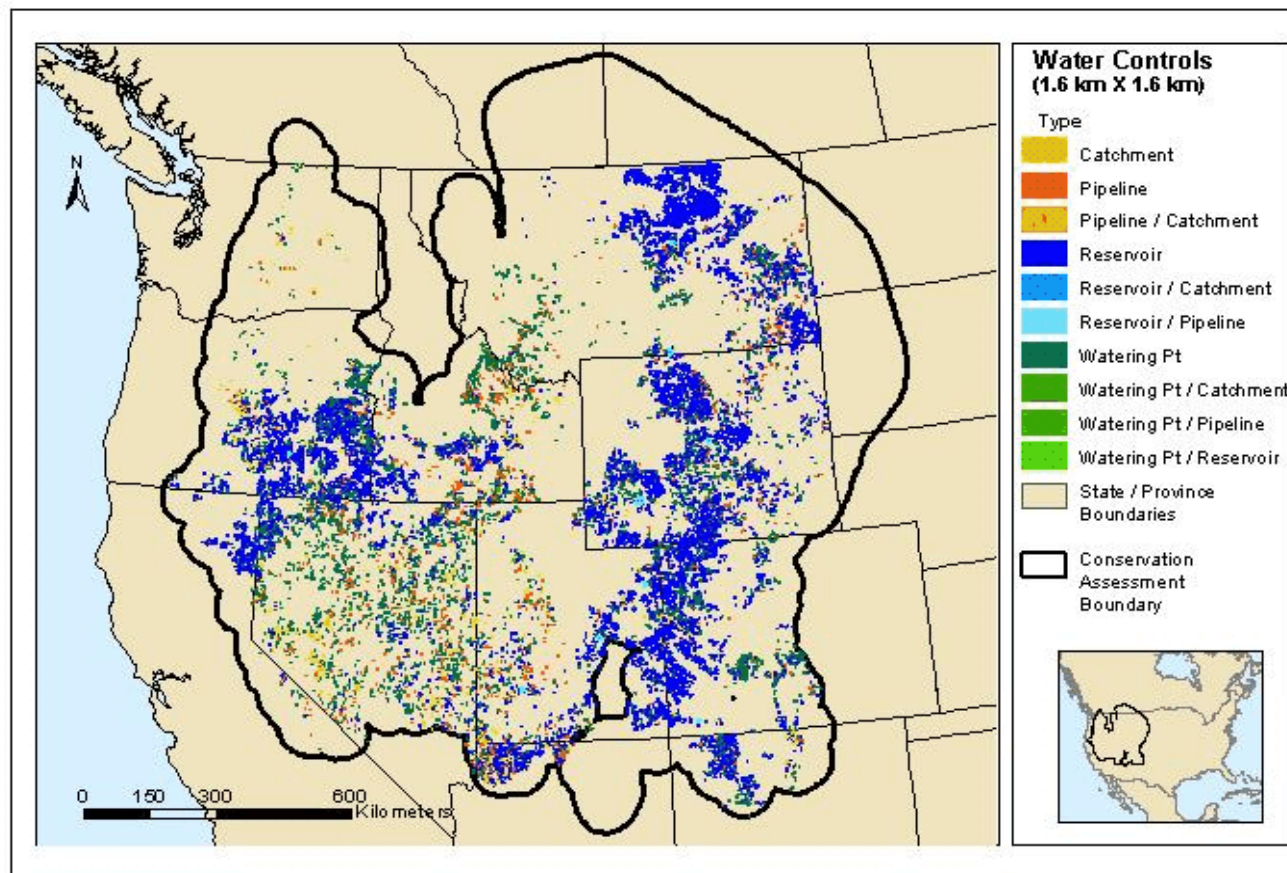 Water Controls
(1.6 km X 1.6 km)
Type
Catchment
Pipeline
Pipeline / Catchment
Reservoir
Reservoir / Catchment
Reservoir / Pipeline
Watering Pt
Watering Pt / Catchment
Watering Pt / Pipeline
Watering Pt / Reservoir
State / Province
Boundaries
Conservation
Assessment
Boundary
N
0 150 300 600
Kilometers